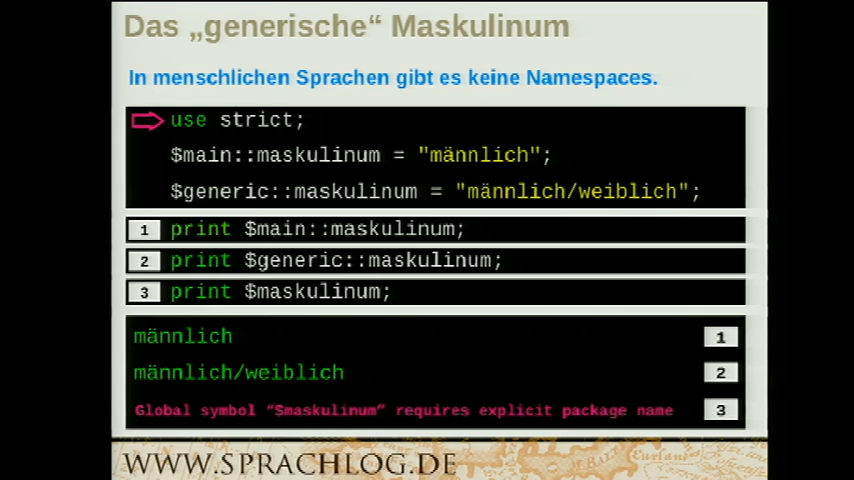 Das „generische“ Maskulinum
In menschlichen Sprachen gibt es keine Namespaces.
use strict;
$main::maskulinum = "männlich";
$generic::maskulinum = "männlich/weiblich";
1 print $main::maskulinum;
2 print $generic::maskulinum;
3 print $maskulinum;
männlich 1
männlich/weiblich 2
Global symbol “$maskulinum” requires explicit package name 3
WWW.SPRACHLOG.DE